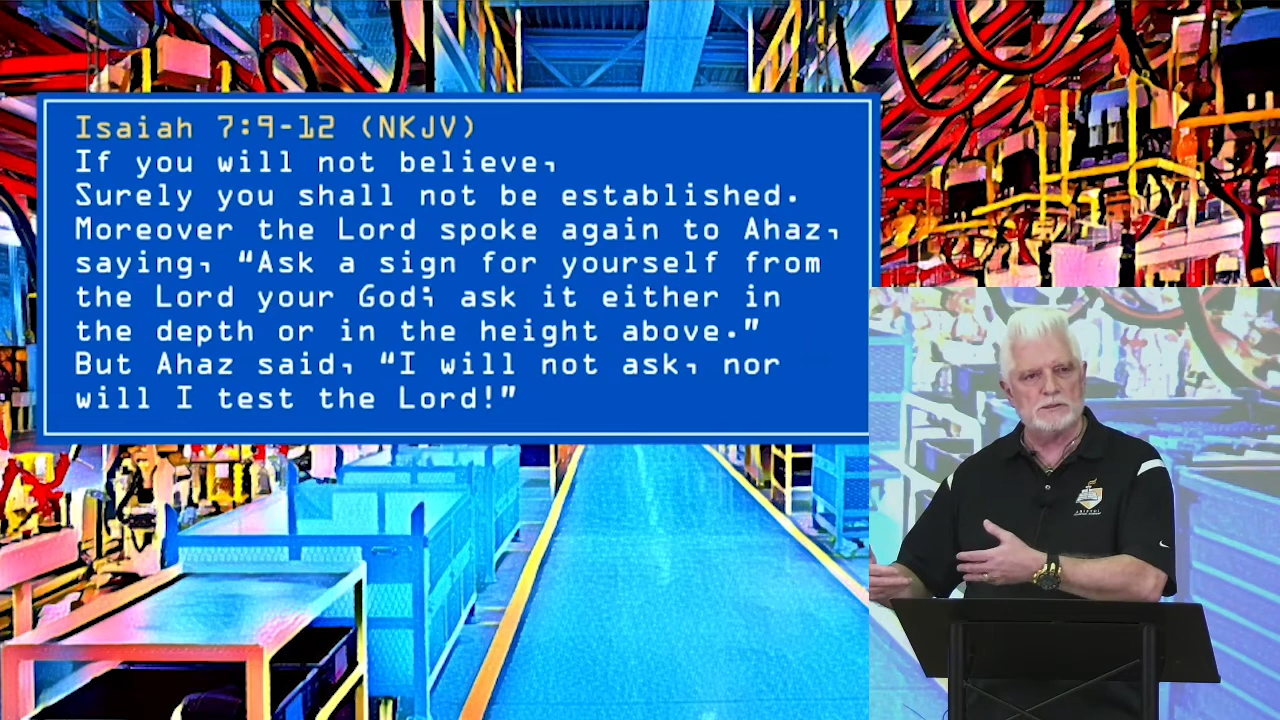 Isaiah 7:9-12 (NKJV)
If you will not believe,
Surely you shall not be established.
Moreover the Lord spoke again to Ahaz,
saying, “Ask a sign for yourself from
the Lord your God; ask it either in
the depth or in the height above.”
But Ahaz said, “I will not ask, nor
will I test the Lord!”